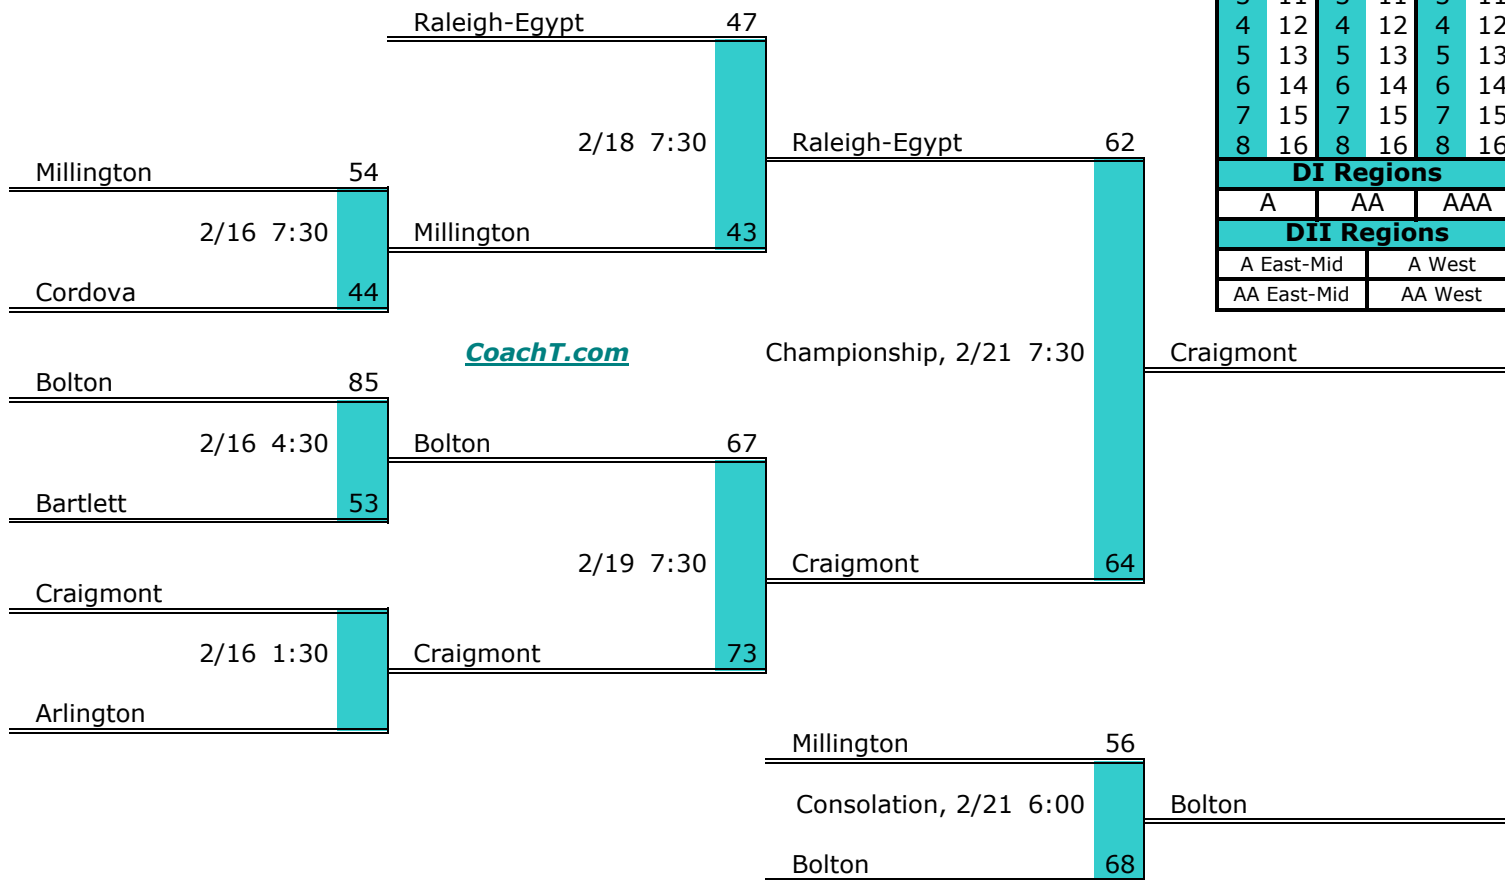 Raleigh-Egypt 47
4 12 4 12 4 12
5 13 5 13 5 13
6 14 6 14 6 14
7 15 7 15 7 15
2/18 7:30 Raleigh-Egypt 62 8 16 8 16 8 16
Millington 54 DI Regions
A AA AAA
2/16 7:30 Millington 43 DII Regions
A East-Mid A West
Cordova 44 AA East-Mid AA West
CoachT.com Championship, 2/21 7:30 Craigmont
Bolton 85
2/16 4:30 Bolton 67
Bartlett 53
2/19 7:30 Craigmont 64
Craigmont
2/16 1:30 Craigmont 73
Arlington
Millington 56
Consolation, 2/21 6:00 Bolton
Bolton 68